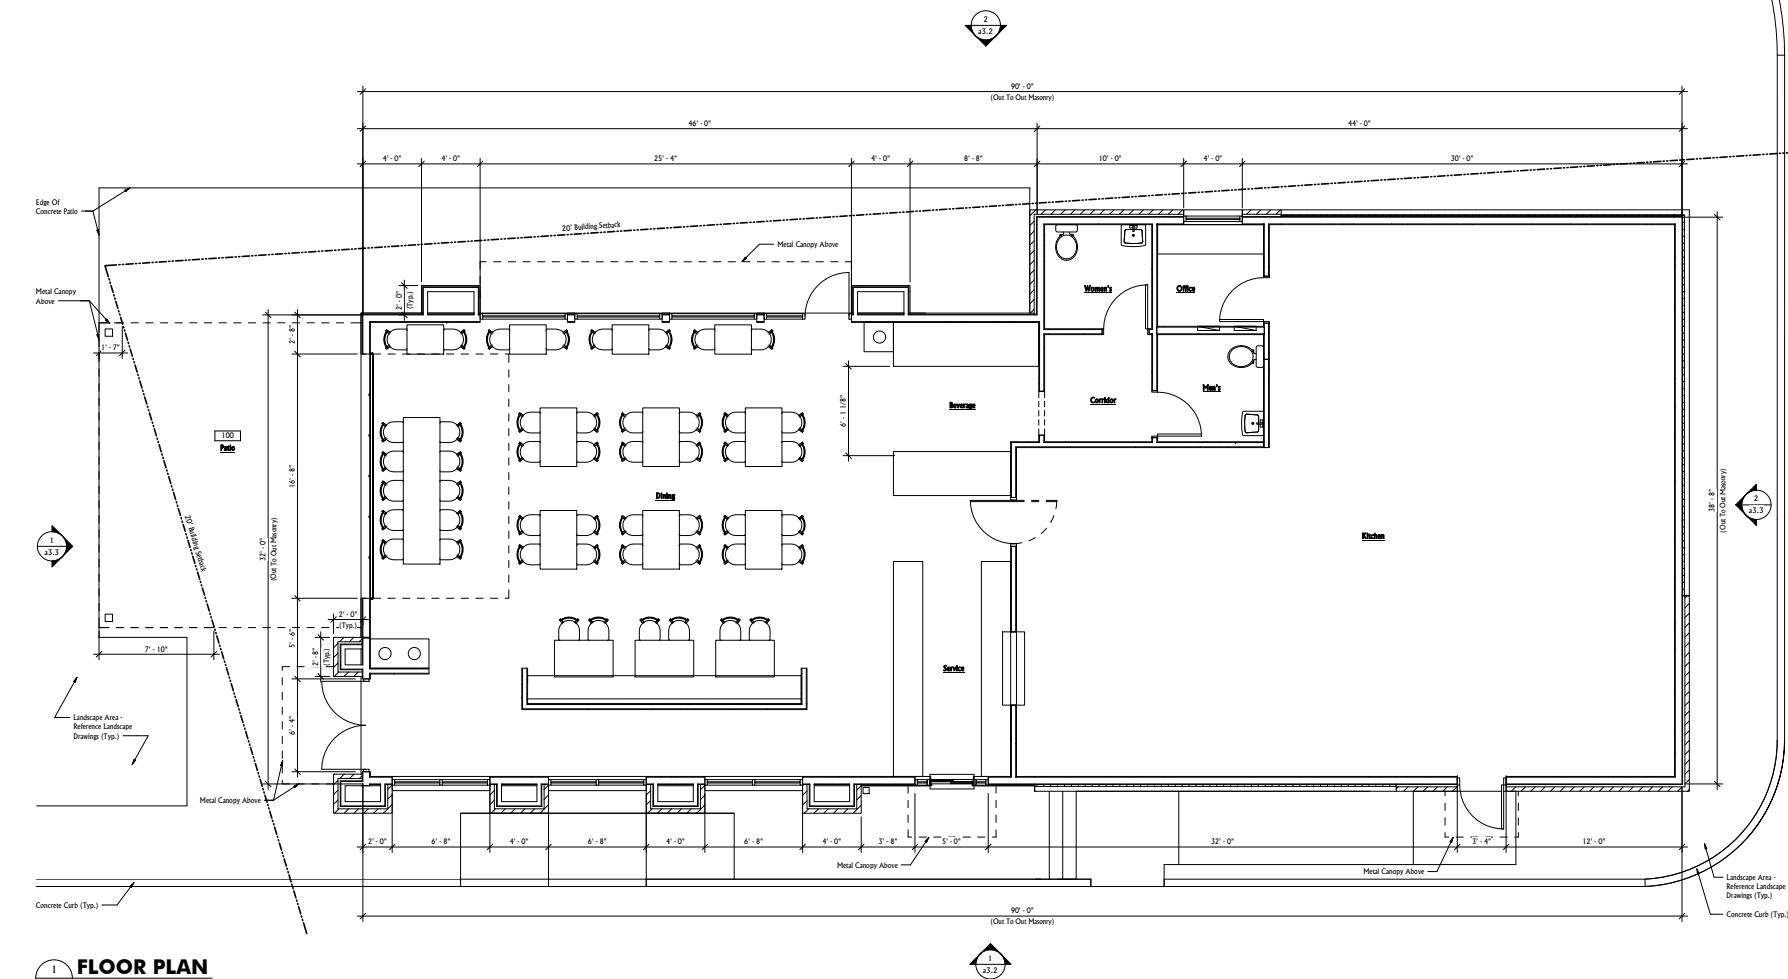 2
a3.2
90' - 0"
(Out To Out Masonry)
46' - 0"
44' - 0"
4' - 0"
4' - 0"
25' - 4"
4' - 0"
8' - 8"
10' - 0"
4' - 0"
30' - 0"
Edge Of
Concrete Patio
20' Building Setback
Metal Canopy Above
Metal Canopy
Above
2' - 0"
(Typ.)
Women's
Office
1' - 7"
2' - 8"
Men's
Corridor
Beverage
6' - 1 1/8"
100
Patio
16' - 8"
Dining
32' - 0"
(Out To Out Masonry)
20' Building Setback
38' - 8"
(Out To Out Masonry)
2
a3.3
1
a3.3
Kitchen
2' - 0"
(Typ.)
5' - 6"
2' - 8"
(Typ.)
7' - 10"
Service
6' - 4"
Landscape Area -
Reference Landscape
Drawings (Typ.)
Metal Canopy Above
2' - 0"
6' - 8"
4' - 0"
6' - 8"
4' - 0"
6' - 8"
4' - 0"
3' - 8"
5' - 0"
32' - 0"
3' - 4"
12' - 0"
Metal Canopy Above
Metal Canopy Above
Landscape Area -
Reference Landscape
Drawings (Typ.)
Concrete Curb (Typ.)
Concrete Curb (Typ.)
90' - 0"
(Out To Out Masonry)
1
a3.2
1
FLOOR PLAN